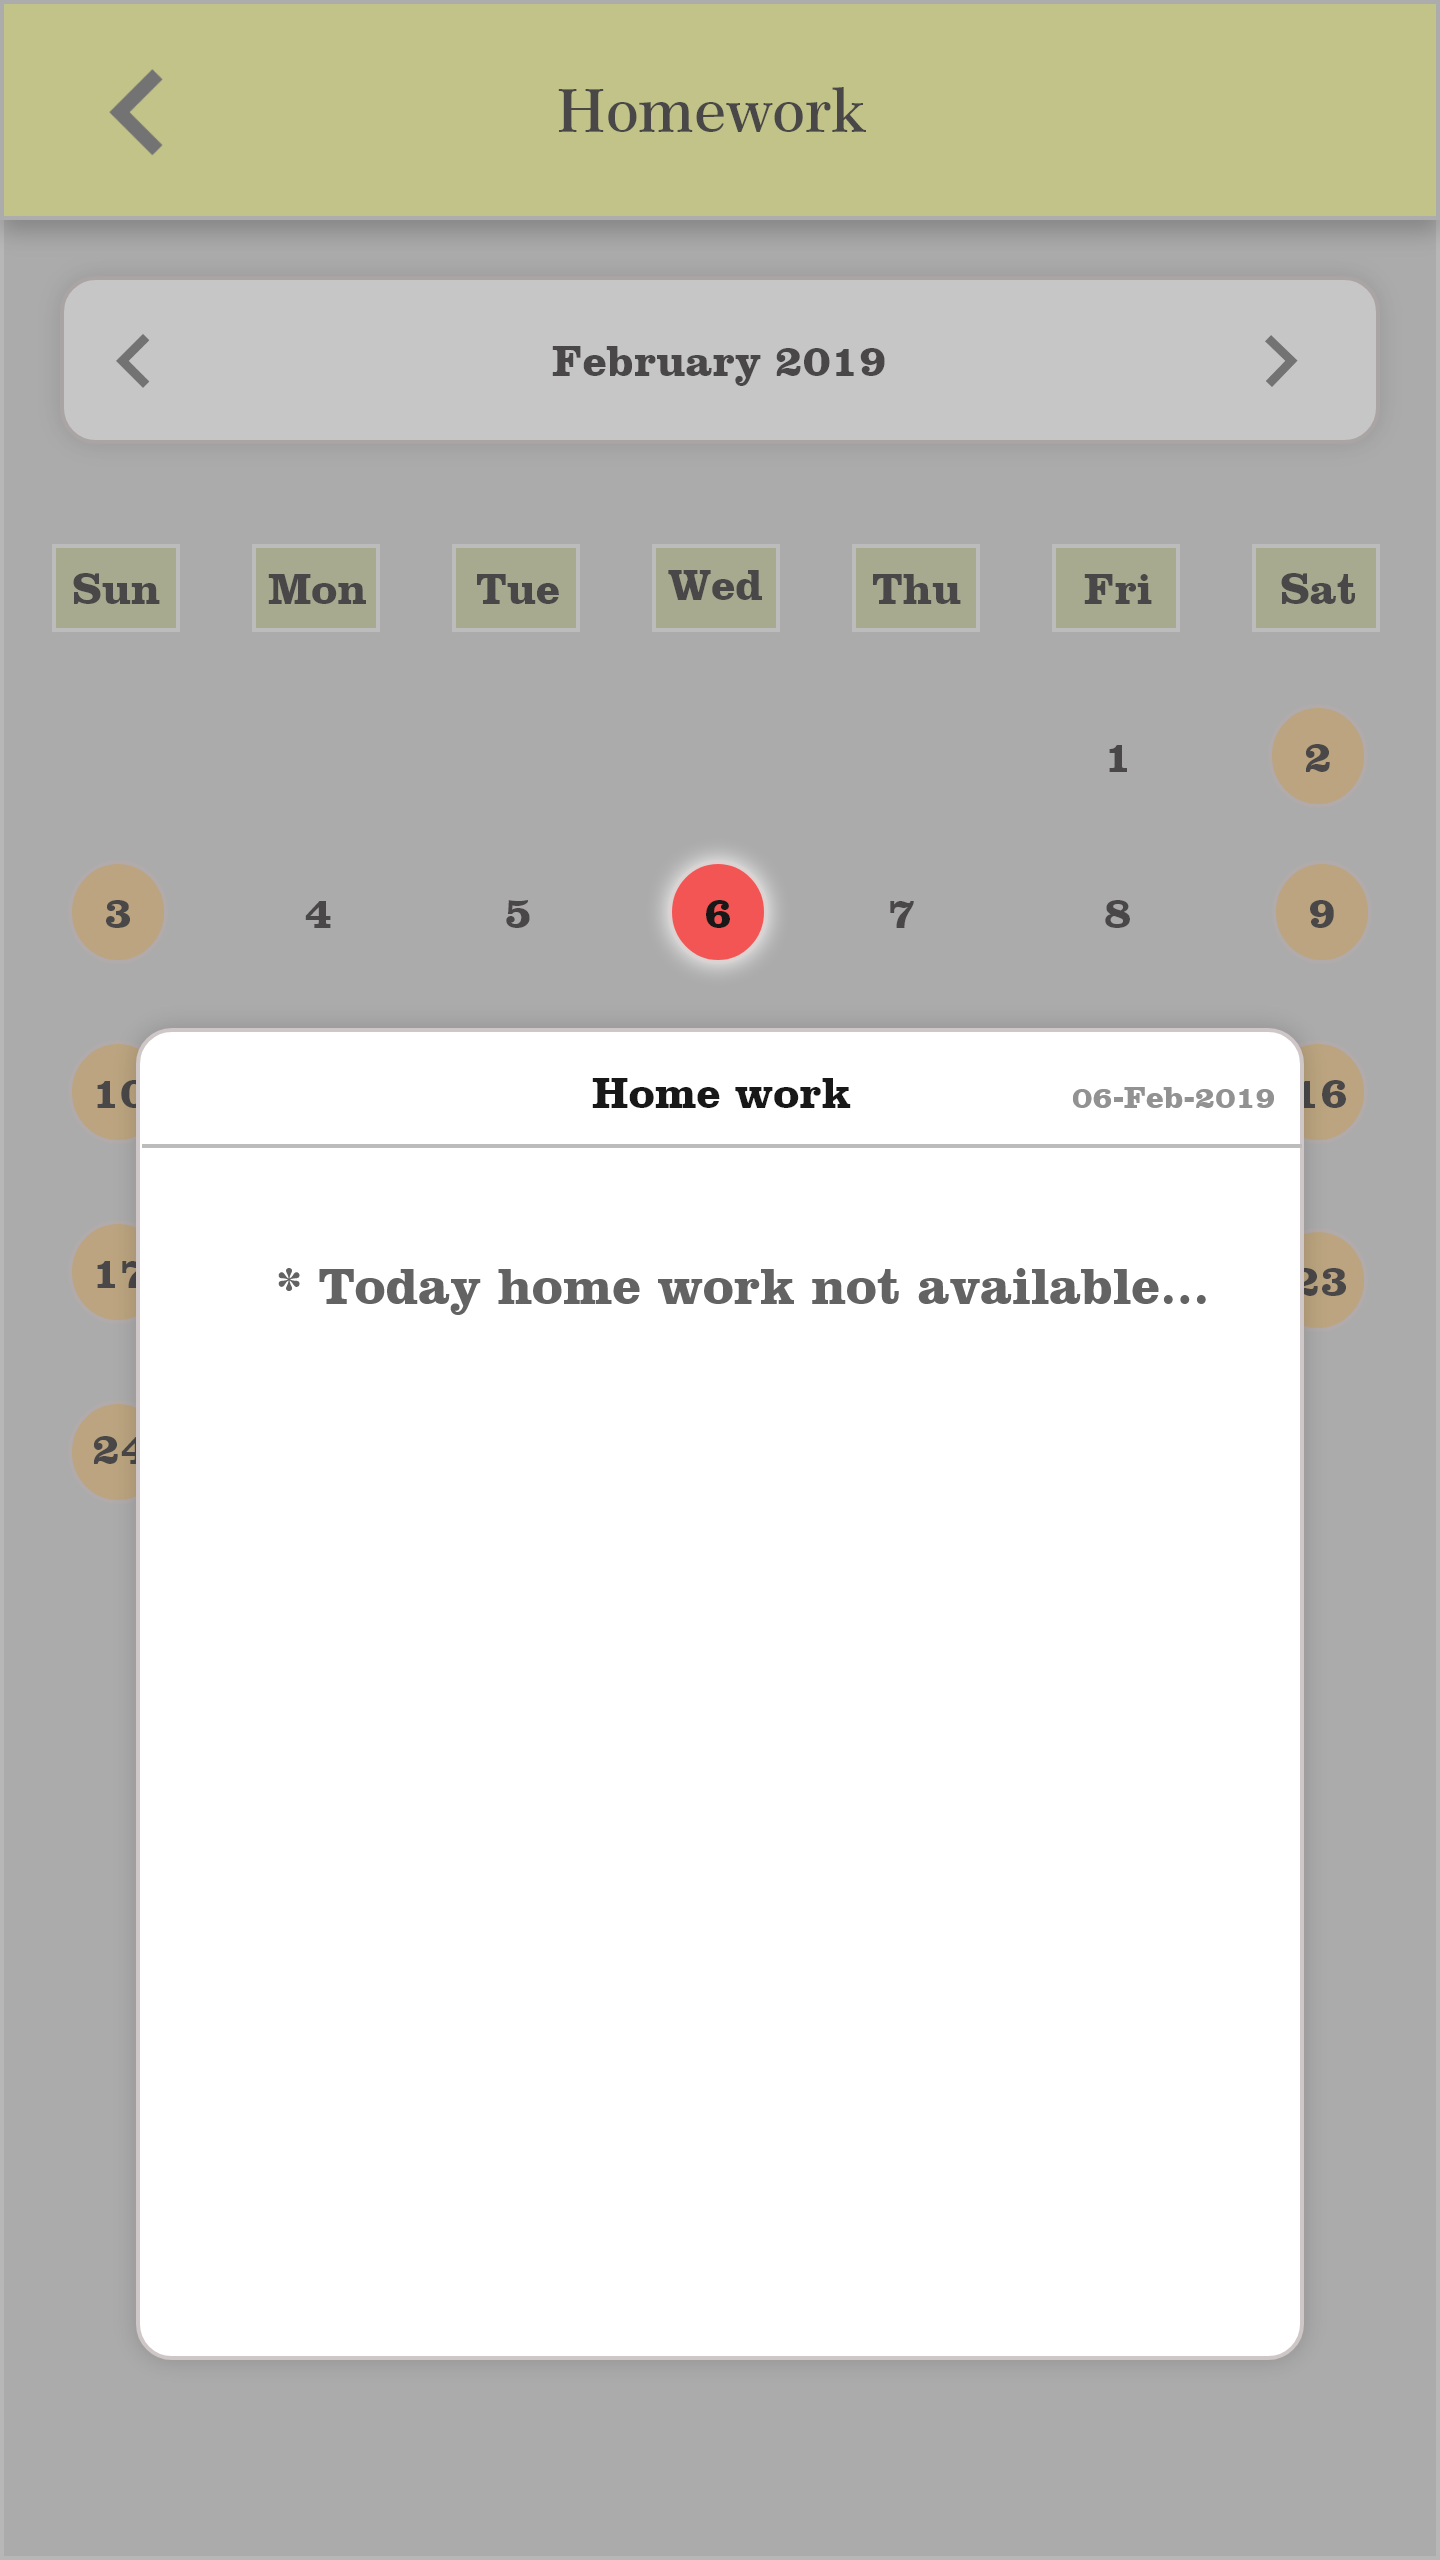 Homework
February 2019
Sun Mon Tue Wed Thu Fri Sat
1 2
3 4 5 6 7 8 9
Home work 06-Feb-2019
10 16
* Today home work not available...
17 23
24